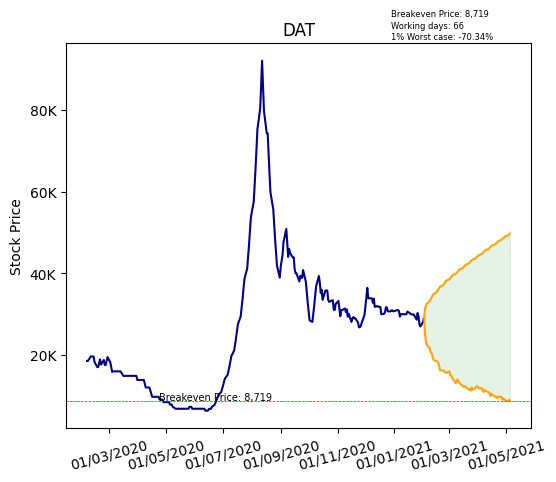 Breakeven Price: 8,719
Working days: 66
1% Worst case: -70.34%
DAT
Stock Price
80K
60K
40K
20K
Breakeven Price: 8,719
01/03/2020
01/05/2020
01/07/2020
01/09/2020
01/11/2020
01/01/2021
01/03/2021
01/05/2021